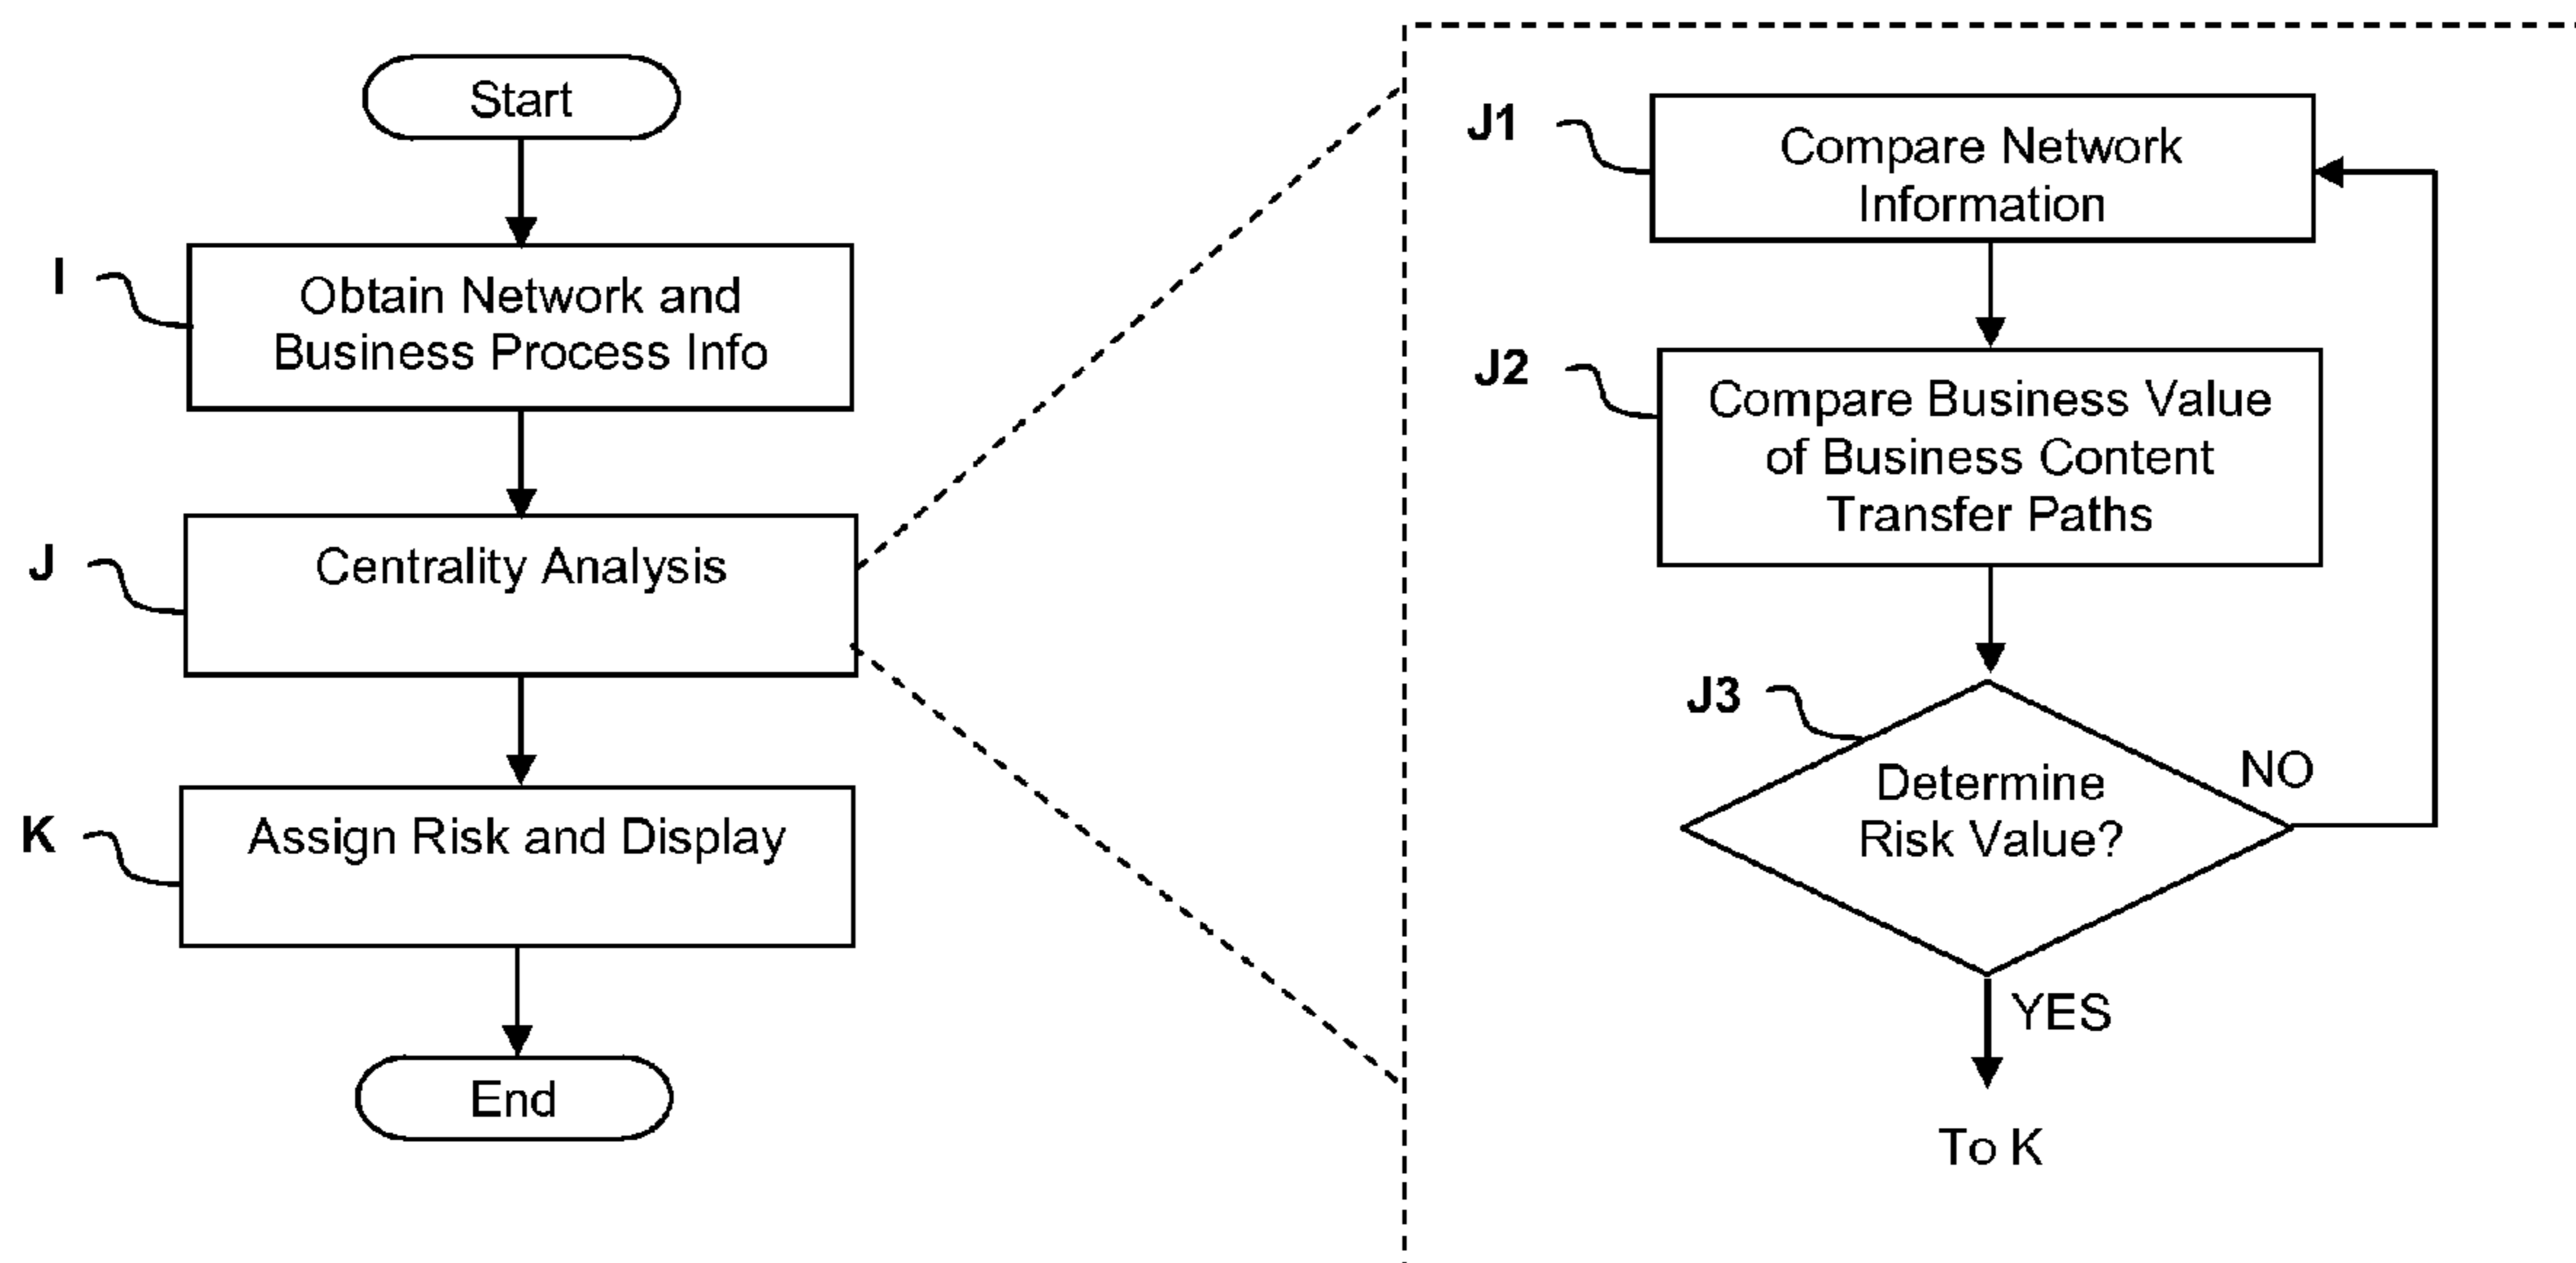 Start
I
Obtain Network and
Business Process Info
J
Centrality Analysis
K
Assign Risk and Display
End
J1
Compare Network
Information
J2
Compare Business Value
of Business Content
Transfer Paths
J3
Determine
Risk Value?
NO
YES
To K